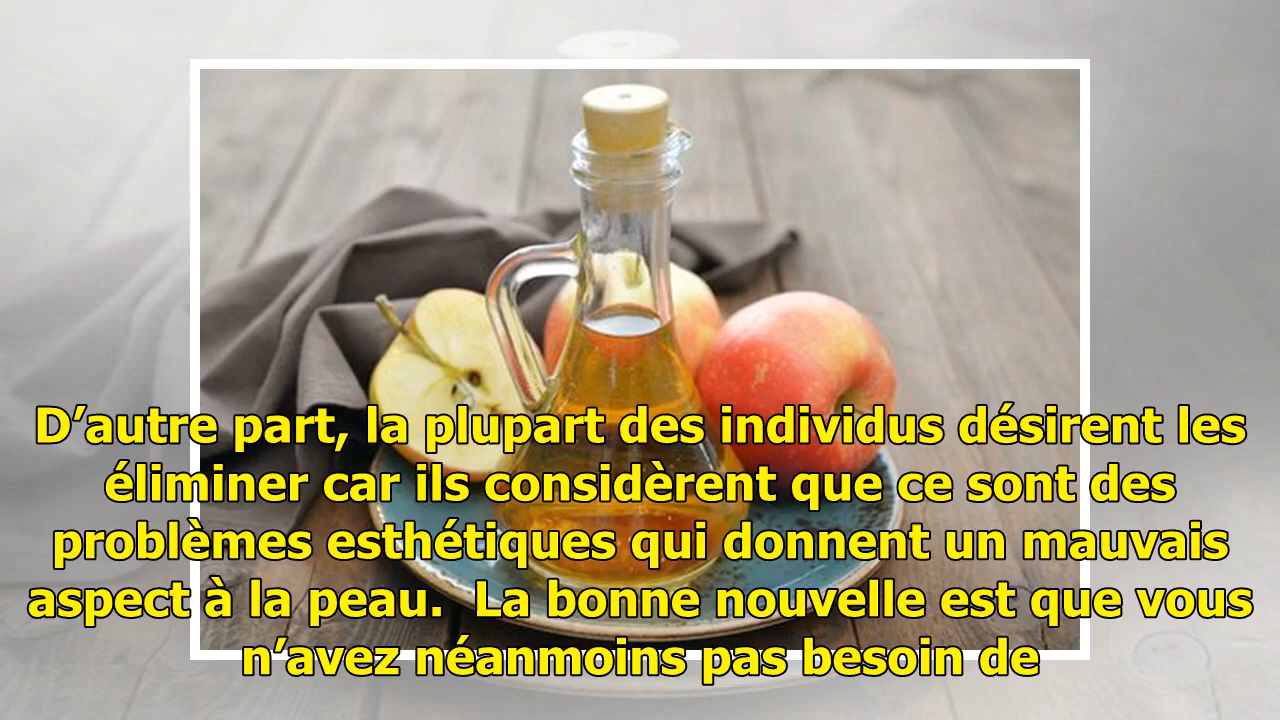 D’autre part, la plupart des individus désirent les
éliminer car ils considèrent que ce sont des
problèmes esthétiques qui donnent un mauvais
aspect à la peau.  La bonne nouvelle est que vous
n’avez néanmoins pas besoin de